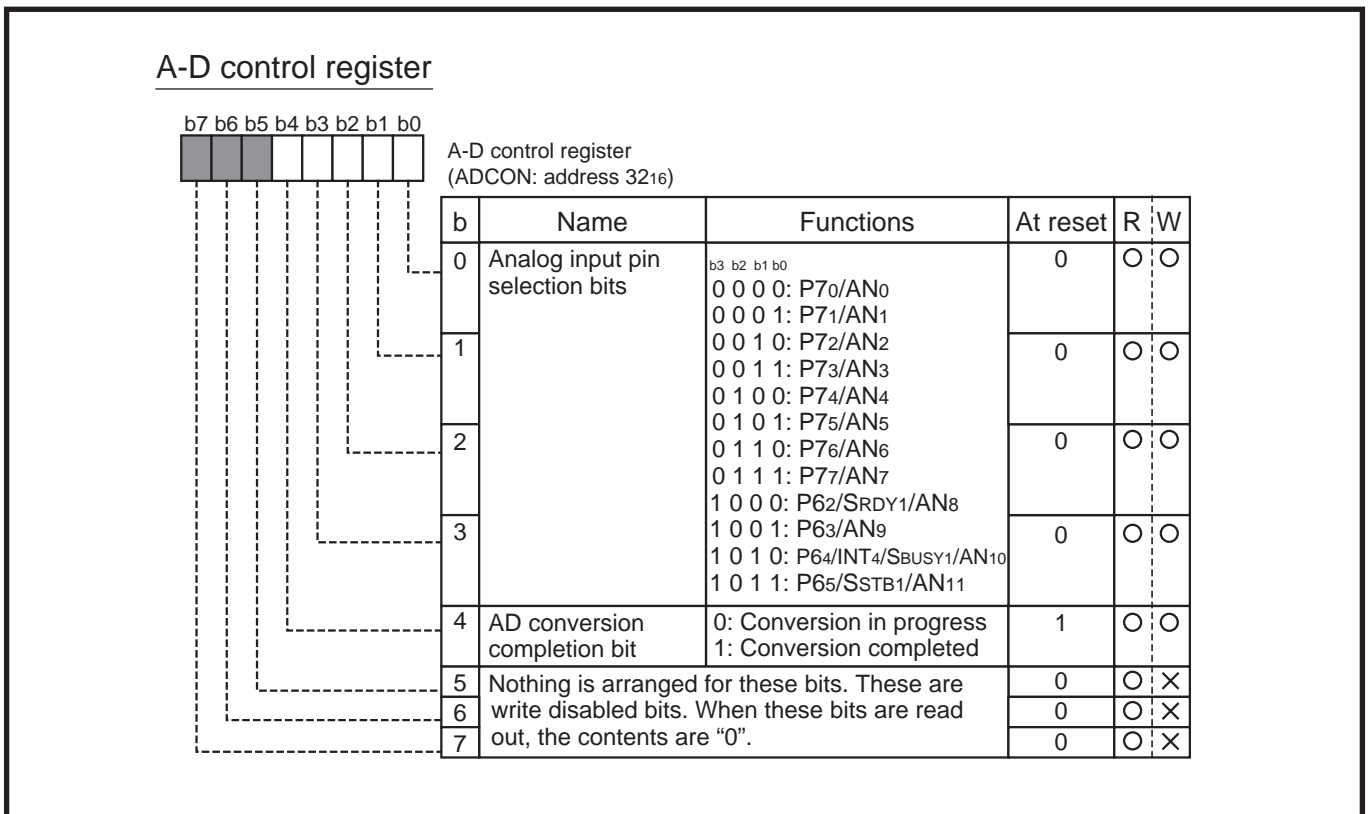 A-D control register
b7 b6 b5 b4 b3 b2 b1 b0
A-D control register
(ADCON: address 3216)
b Name Functions At reset R W
0 Analog input pin selection bits 0 O O
b3 b2 b1 b0
0 0 0 0: P70/AN0
0 0 0 1: P71/AN1
1 0 O O
0 0 1 0: P72/AN2
0 0 1 1: P73/AN3
0 1 0 0: P74/AN4
0 1 0 1: P75/AN5
2 0 O O
0 1 1 0: P76/AN6
0 1 1 1: P77/AN7
1 0 0 0: P62/SRDY1/AN8
3 0 O O
1 0 0 1: P63/AN9
1 0 1 0: P64/INT4/SBUSY1/AN10
1 0 1 1: P65/SSTB1/AN11
4 AD conversion 0: Conversion in progress 1 O O
completion bit 1: Conversion completed
5 Nothing is arranged for these bits. These are 0 O ×
6 write disabled bits. When these bits are read 0 O ×
7 out, the contents are “0”. 0 O ×